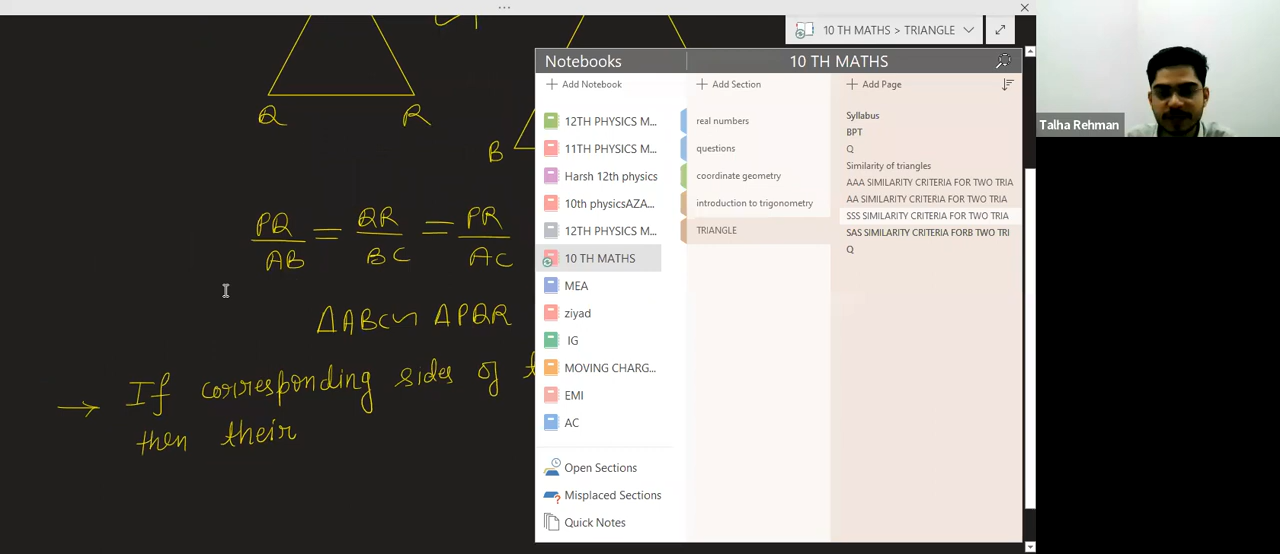 10 TH MATHS > TRIANGLE
Notebooks
10 TH MATHS
Add Notebook
Add Section
Add Page
12TH PHYSICS M...
11TH PHYSICS M...
Harsh 12th physics
10th physicsAZA...
12TH PHYSICS M...
10 TH MATHS
MEA
ziyad
IG
MOVING CHARG...
EMI
AC
Open Sections
Misplaced Sections
Quick Notes
real numbers
questions
coordinate geometry
introduction to trigonometry
TRIANGLE
Syllabus
BPT
Q
Similarity of triangles
AAA SIMILARITY CRITERIA FOR TWO TRIA
AA SIMILARITY CRITERIA FOR TWO TRIA
SSS SIMILARITY CRITERIA FOR TWO TRIA
SAS SIMILARITY CRITERIA FORB TWO TRI
Q
Talha Rehman
Q R
B
PQ/AB = QR/BC = PR/AC
△ABC ~ △PQR
→ If corresponding sides of
then their